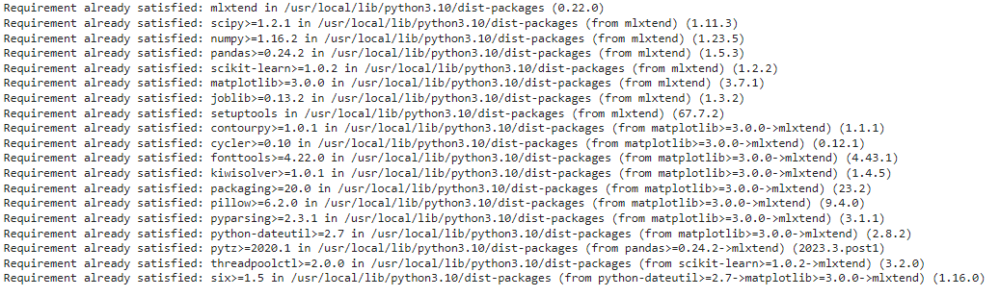 Requirement already satisfied: mlxtend in /usr/local/lib/python3.10/dist-packages (0.22.0)
Requirement already satisfied: scipy>=1.2.1 in /usr/local/lib/python3.10/dist-packages (from mlxtend) (1.11.3)
Requirement already satisfied: numpy>=1.16.2 in /usr/local/lib/python3.10/dist-packages (from mlxtend) (1.23.5)
Requirement already satisfied: pandas>=0.24.2 in /usr/local/lib/python3.10/dist-packages (from mlxtend) (1.5.3)
Requirement already satisfied: scikit-learn>=1.0.2 in /usr/local/lib/python3.10/dist-packages (from mlxtend) (1.2.2)
Requirement already satisfied: matplotlib>=3.0.0 in /usr/local/lib/python3.10/dist-packages (from mlxtend) (3.7.1)
Requirement already satisfied: joblib>=0.13.2 in /usr/local/lib/python3.10/dist-packages (from mlxtend) (1.3.2)
Requirement already satisfied: setuptools in /usr/local/lib/python3.10/dist-packages (from mlxtend) (67.7.2)
Requirement already satisfied: contourpy>=1.0.1 in /usr/local/lib/python3.10/dist-packages (from matplotlib>=3.0.0->mlxtend) (1.1.1)
Requirement already satisfied: cycler>=0.10 in /usr/local/lib/python3.10/dist-packages (from matplotlib>=3.0.0->mlxtend) (0.12.1)
Requirement already satisfied: fonttools>=4.22.0 in /usr/local/lib/python3.10/dist-packages (from matplotlib>=3.0.0->mlxtend) (4.43.1)
Requirement already satisfied: kiwisolver>=1.0.1 in /usr/local/lib/python3.10/dist-packages (from matplotlib>=3.0.0->mlxtend) (1.4.5)
Requirement already satisfied: packaging>=20.0 in /usr/local/lib/python3.10/dist-packages (from matplotlib>=3.0.0->mlxtend) (23.2)
Requirement already satisfied: pillow>=6.2.0 in /usr/local/lib/python3.10/dist-packages (from matplotlib>=3.0.0->mlxtend) (9.4.0)
Requirement already satisfied: pyparsing>=2.3.1 in /usr/local/lib/python3.10/dist-packages (from matplotlib>=3.0.0->mlxtend) (3.1.1)
Requirement already satisfied: python-dateutil>=2.7 in /usr/local/lib/python3.10/dist-packages (from matplotlib>=3.0.0->mlxtend) (2.8.2)
Requirement already satisfied: pytz>=2020.1 in /usr/local/lib/python3.10/dist-packages (from pandas>=0.24.2->mlxtend) (2023.3.post1)
Requirement already satisfied: threadpoolctl>=2.0.0 in /usr/local/lib/python3.10/dist-packages (from scikit-learn>=1.0.2->mlxtend) (3.2.0)
Requirement already satisfied: six>=1.5 in /usr/local/lib/python3.10/dist-packages (from python-dateutil>=2.7->matplotlib>=3.0.0->mlxtend) (1.16.0)